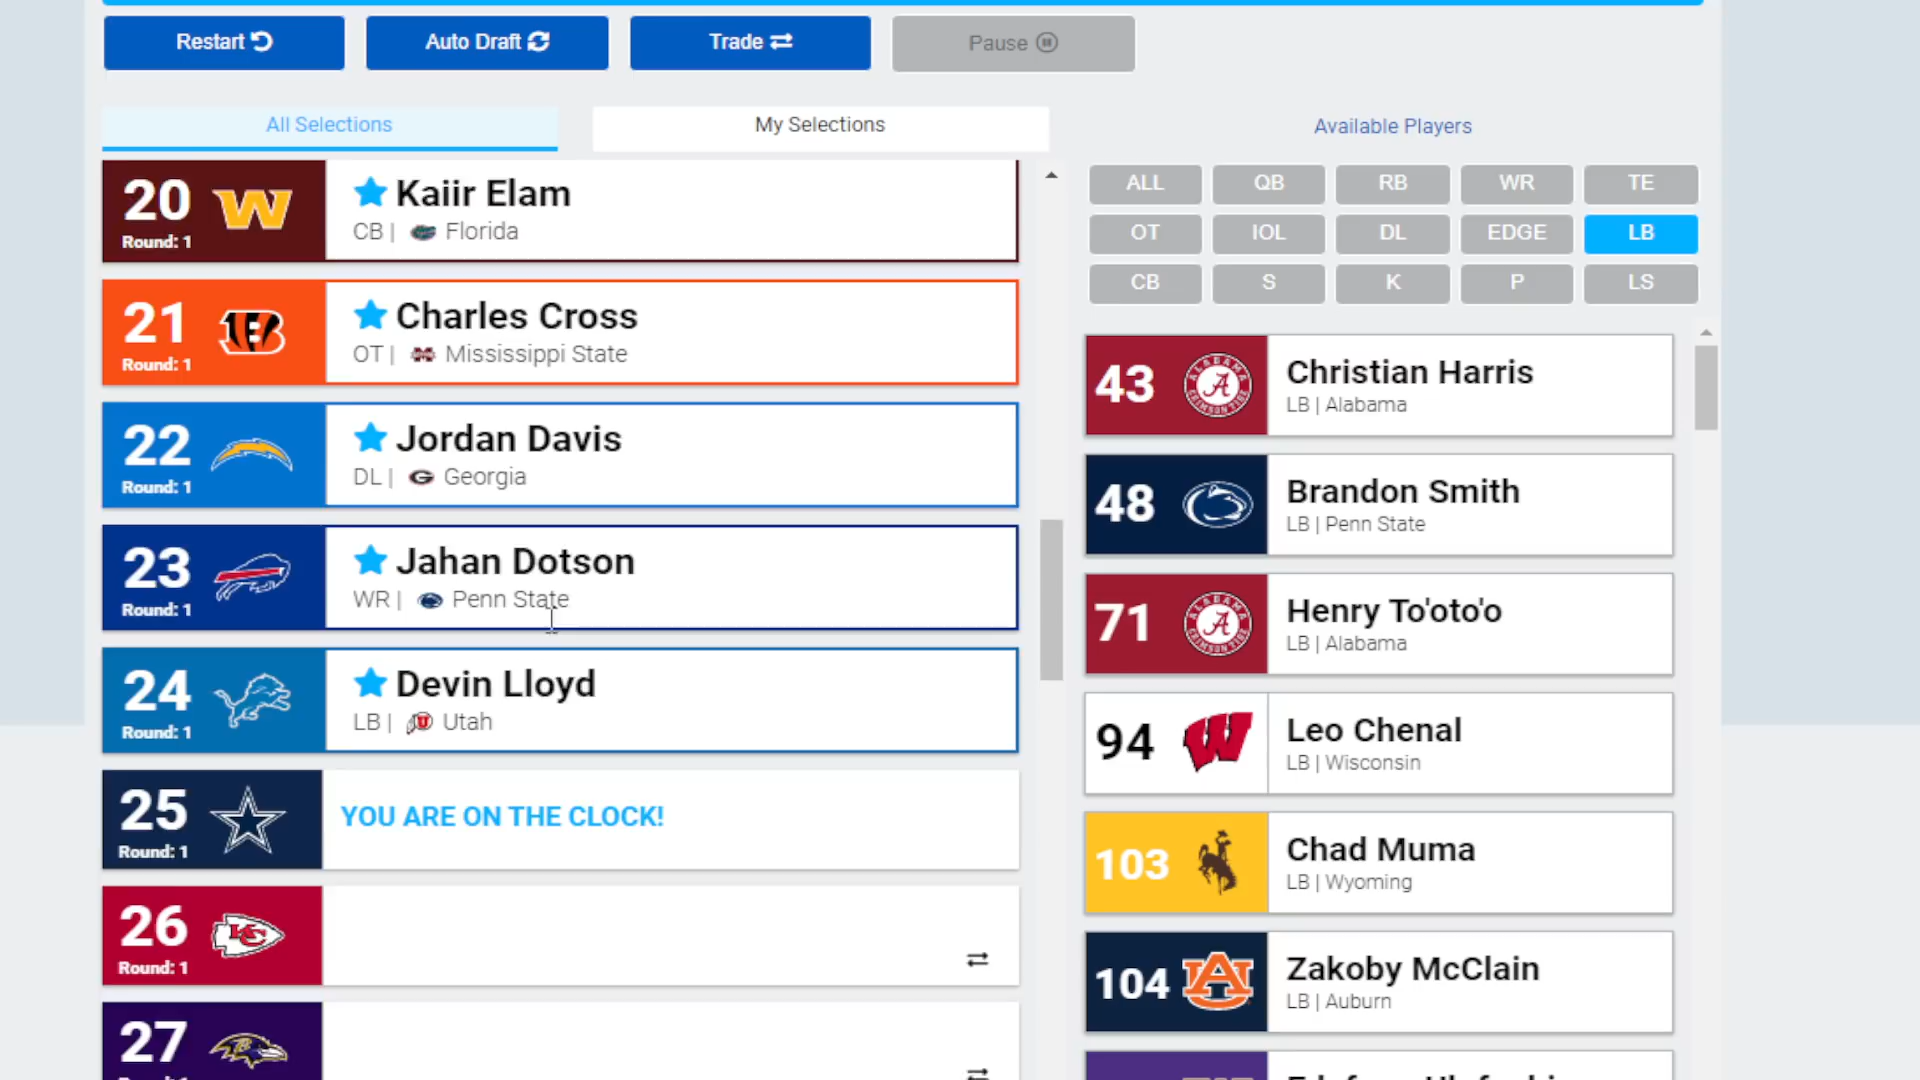 Restart
Auto Draft
Trade
Pause
All Selections
My Selections
Available Players
20
Round: 1
Kaiir Elam
CB | Florida
21
Round: 1
Charles Cross
OT | Mississippi State
22
Round: 1
Jordan Davis
DL | Georgia
23
Round: 1
Jahan Dotson
WR | Penn State
24
Round: 1
Devin Lloyd
LB | Utah
25
Round: 1
YOU ARE ON THE CLOCK!
26
Round: 1
27
ALL QB RB WR TE
OT IOL DL EDGE LB
CB S K P LS
43
Christian Harris
LB | Alabama
48
Brandon Smith
LB | Penn State
71
Henry To'oto'o
LB | Alabama
94
Leo Chenal
LB | Wisconsin
103
Chad Muma
LB | Wyoming
104
Zakoby McClain
LB | Auburn